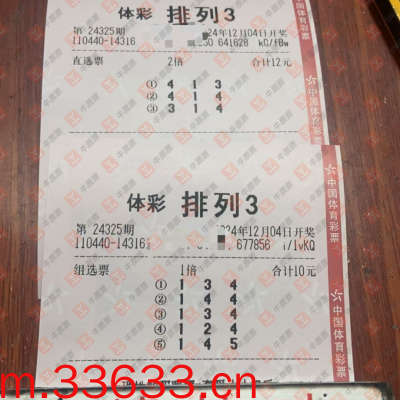 体彩 排列3
第 24325期 24年12月04日开奖
110440-14316 230 641628 kQ/fBw
直选票 2倍 合计12元
① 4 1 3
② 4 1 4
③ 3 1 4
中国体育彩票
体彩 排列3
第 24325期 24年12月04日开奖
110440-14316 677856 /1vKQ
组选票 1倍 合计10元
① 1 3 4
② 1 4 4
③ 1 3 4
④ 1 2 4
⑤ 1 4 5
中国体育彩票
m.33633.cn